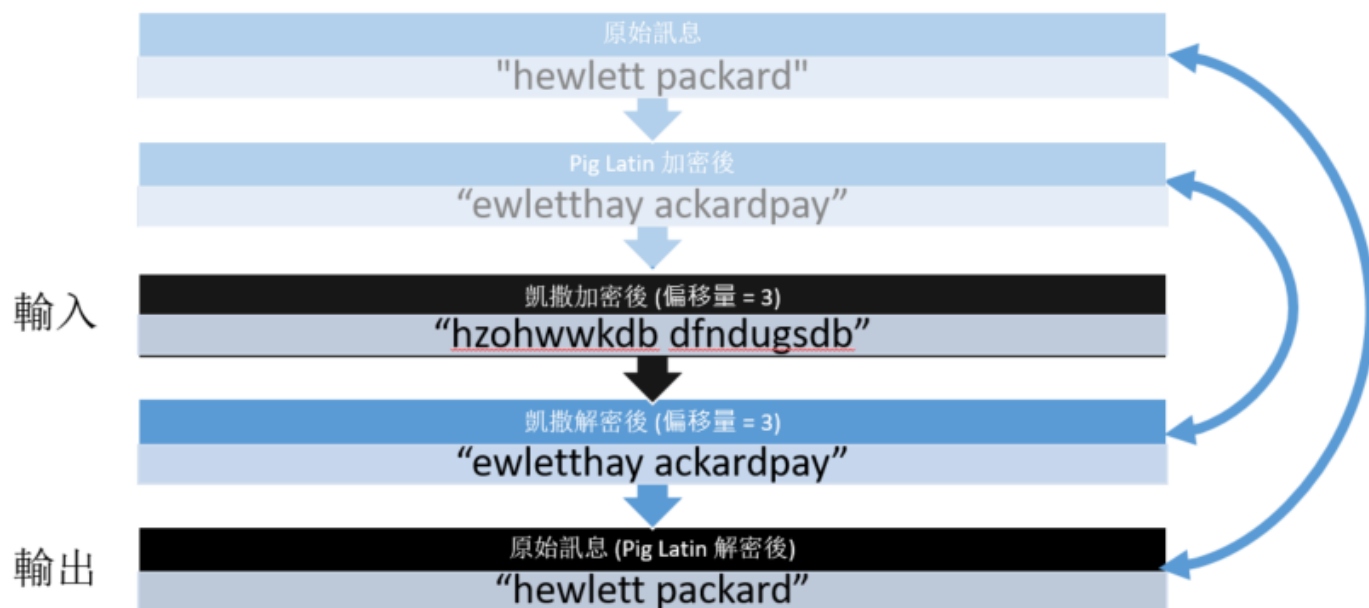 原始訊息
"hewlett packard"
Pig Latin 加密後
“ewletthay ackardpay”
輸入
凱撒加密後 (偏移量 = 3)
“hzohwwkdb dfndugsdb”
凱撒解密後 (偏移量 = 3)
“ewletthay ackardpay”
輸出
原始訊息 (Pig Latin 解密後)
“hewlett packard”